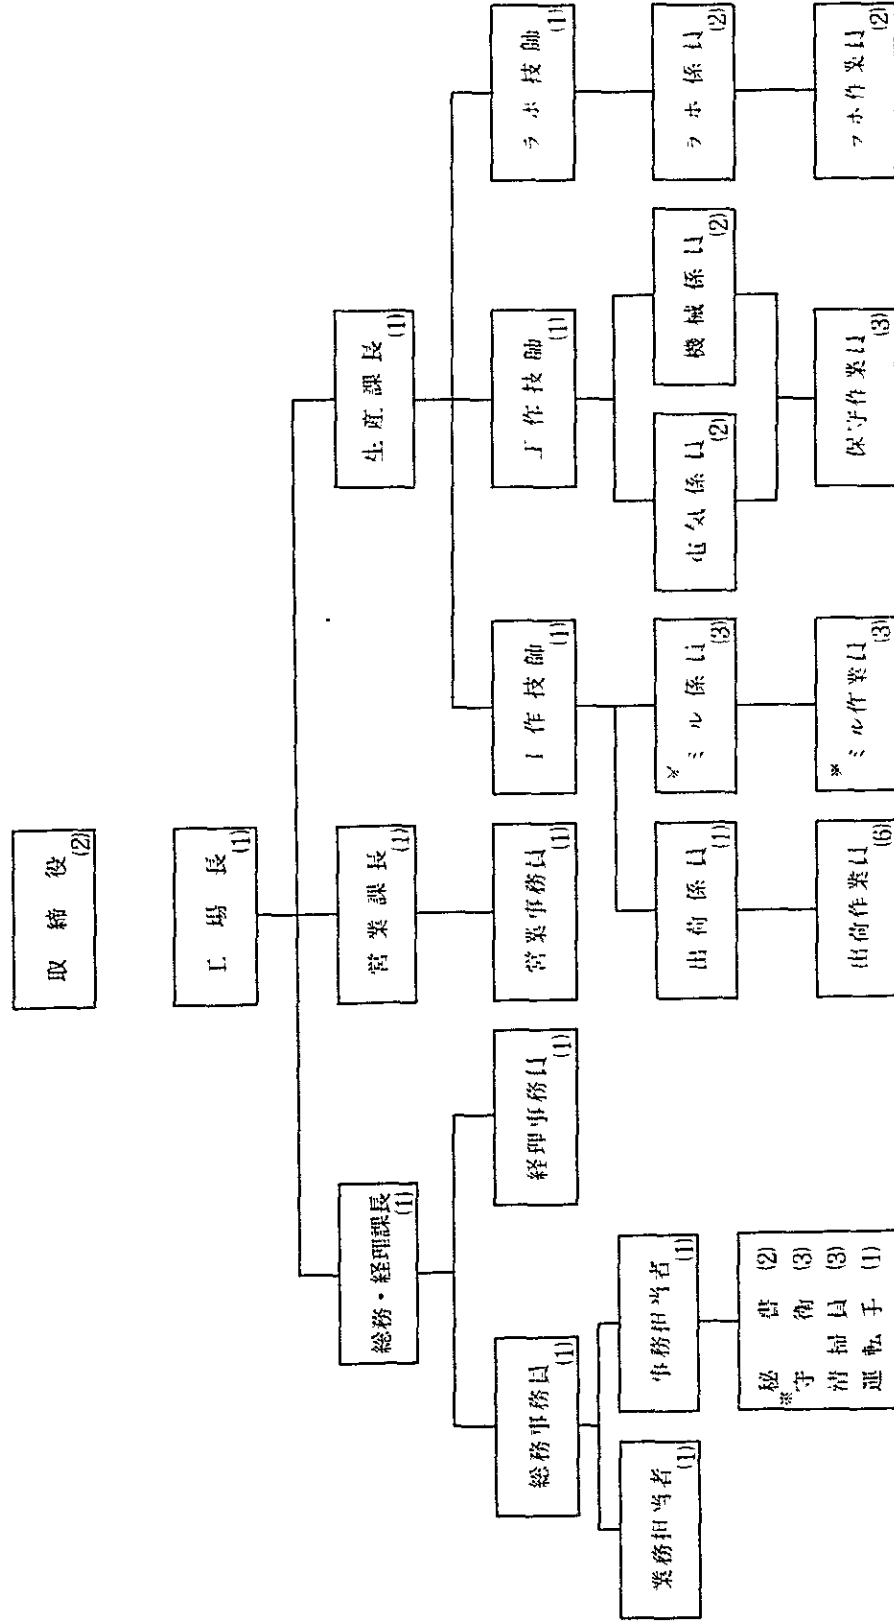 取締役
(2)
工場長
(1)
総務・経理課長
(1)
営業課長
(1)
生産課長
(1)
総務事務員
(1)
経理事務員
(1)
営業事務員
(1)
工作技師
(1)
工作技師
(1)
ラボ技師
(1)
業務担当者
(1)
事務担当者
(1)
出荷係員
(1)
※
ミル係員
(3)
電気係員
(2)
機械係員
(2)
ラボ係員
(2)
秘書 (2)
※守衛 (3)
清掃員 (3)
運転手 (1)
出荷作業員
(6)
※
ミル作業員
(3)
保守作業員
(3)
ラボ作業員
(2)